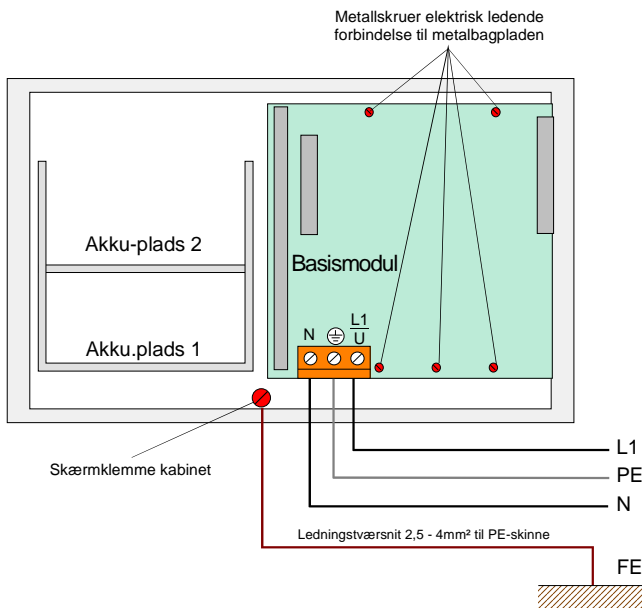 Metallskruer elektrisk ledende
forbindelse til metalbagpladen
Akku-plads 2
Basismodul
Akku.plads 1
N
L1
U
Skærmklemme kabinet
L1
PE
N
Ledningstværsnit 2,5 - 4mm² til PE-skinne
FE